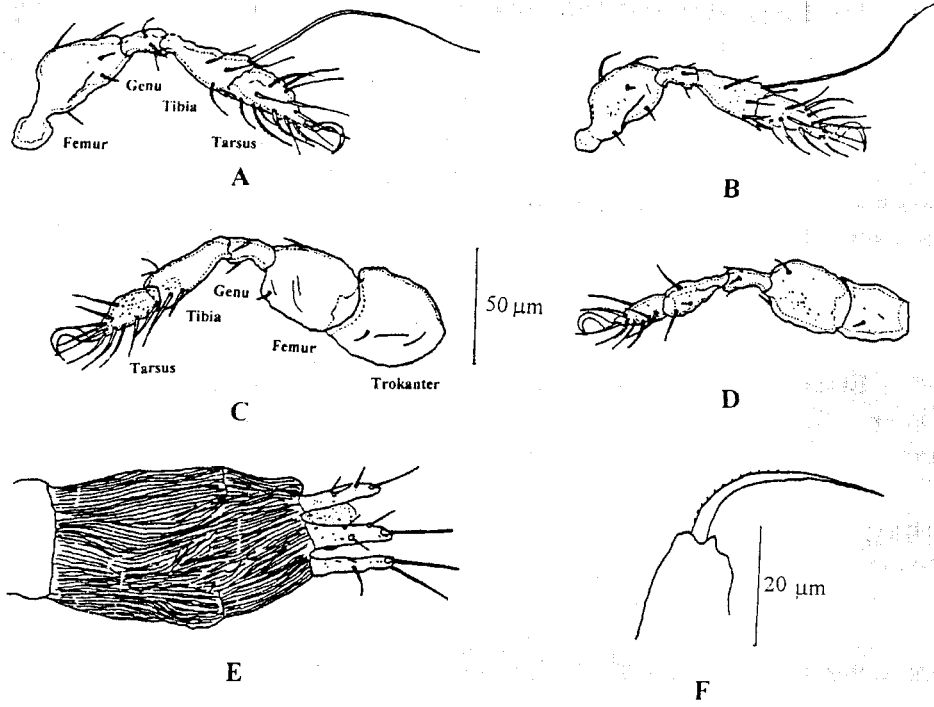 Genu
Tibia
Femur
Tarsus
A
B
Genu
50 µm
Tibia
Femur
Tarsus
Trokanter
C
D
20 µm
E
F